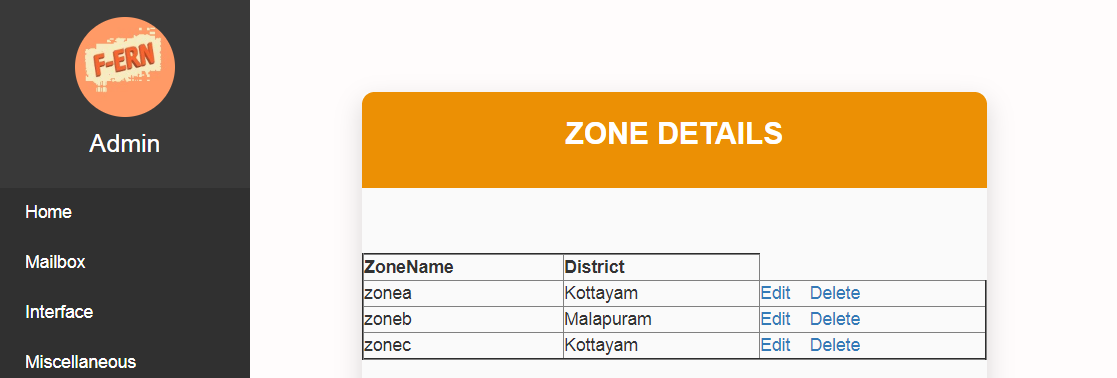 F-ERN
Admin
Home
Mailbox
Interface
Miscellaneous
ZONE DETAILS
ZoneName District
zonea Kottayam Edit Delete
zoneb Malapuram Edit Delete
zonec Kottayam Edit Delete